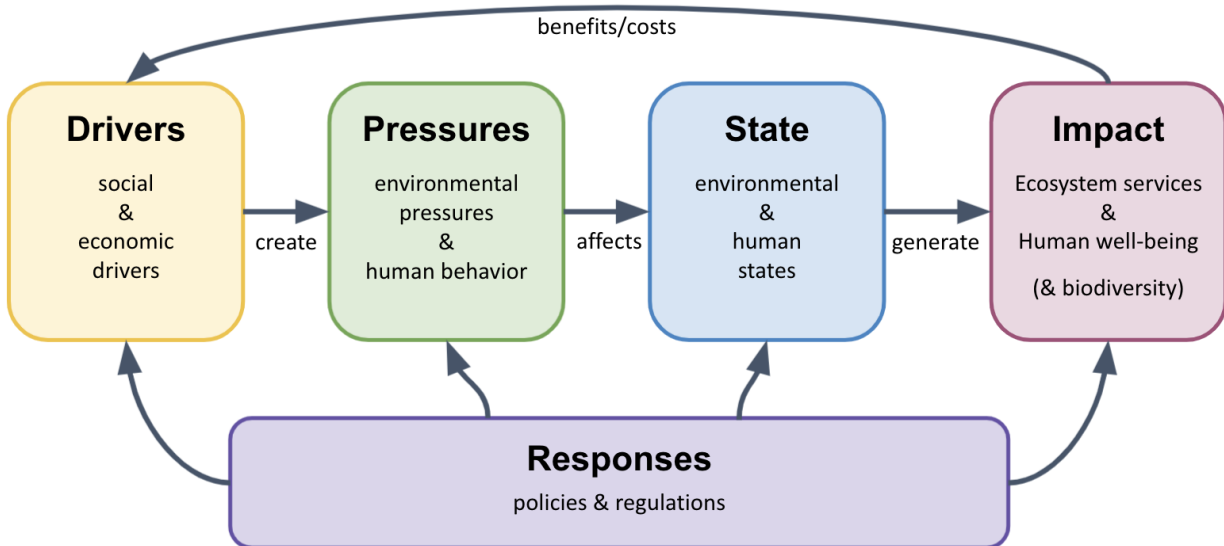 benefits/costs
Drivers
social
&
economic
drivers
create
Pressures
environmental
pressures
&
human behavior
affects
State
environmental
&
human
states
generate
Impact
Ecosystem services
&
Human well-being
(& biodiversity)
Responses
policies & regulations